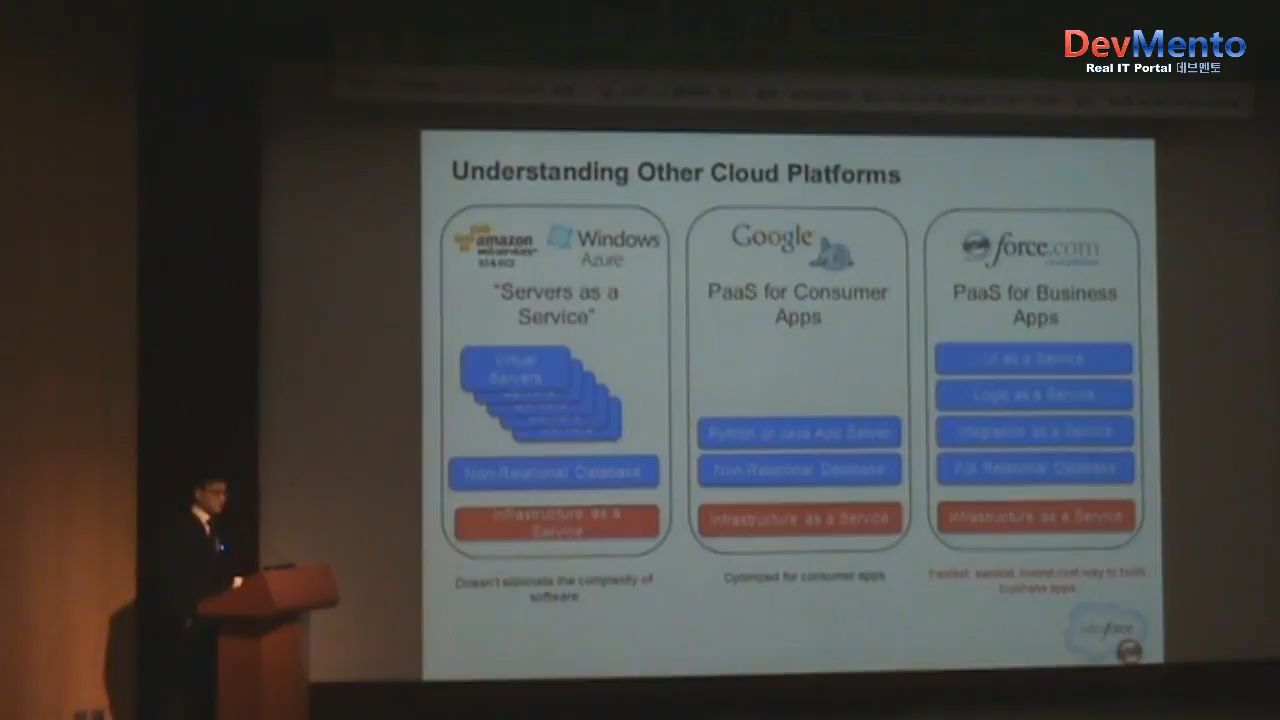 DevMento
Real IT Portal 데브멘토
Understanding Other Cloud Platforms
amazon
webservices
Windows
Azure
Google
force.com
"Servers as a
Service"
PaaS for Consumer
Apps
PaaS for Business
Apps
Virtual
Servers
UI as a Service
Logic as a Service
Python or Java App Server
Integration as a Service
Non-Relational Database
Non-Relational Database
Full Relational Database
Infrastructure as a
Service
Infrastructure as a Service
Infrastructure as a Service
Doesn't eliminate the complexity of
software
Optimized for consumer apps
Fastest, easiest, lowest cost way to build
business apps
salesforce